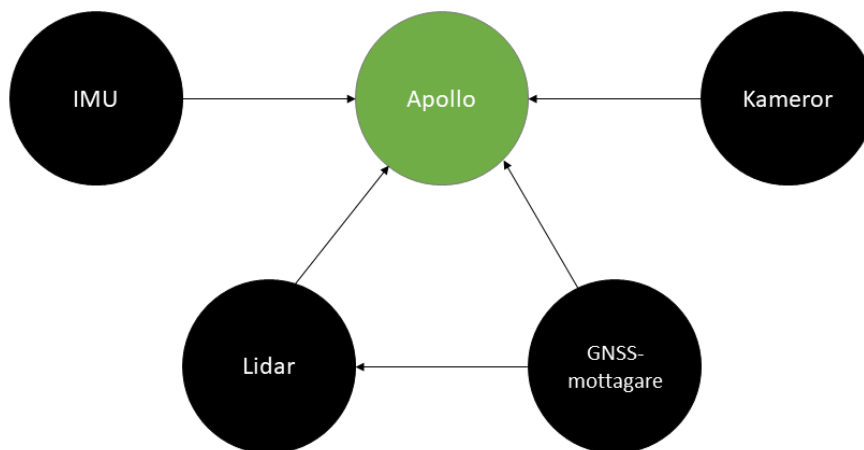 IMU
Apollo
Kameror
Lidar
GNSS-
mottagare